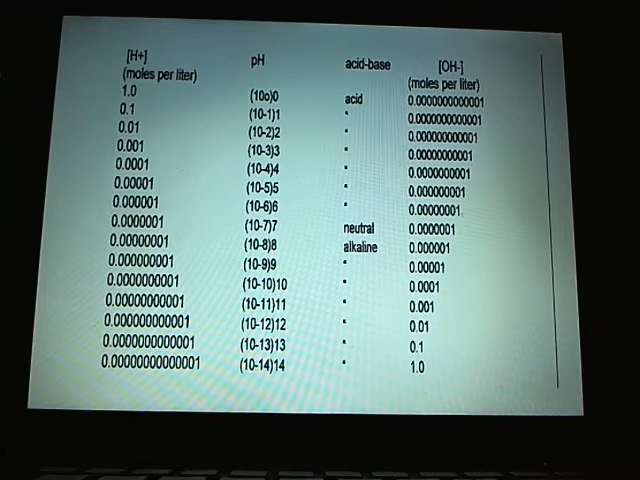 [H+] pH acid-base [OH-]
(moles per liter) (moles per liter)
1.0 (10o)0 acid 0.00000000000001
0.1 (10-1)1 " 0.0000000000001
0.01 (10-2)2 " 0.000000000001
0.001 (10-3)3 " 0.00000000001
0.0001 (10-4)4 " 0.0000000001
0.00001 (10-5)5 " 0.000000001
0.000001 (10-6)6 " 0.00000001
0.0000001 (10-7)7 neutral 0.0000001
0.00000001 (10-8)8 alkaline 0.000001
0.000000001 (10-9)9 " 0.00001
0.0000000001 (10-10)10 " 0.0001
0.00000000001 (10-11)11 " 0.001
0.000000000001 (10-12)12 " 0.01
0.0000000000001 (10-13)13 " 0.1
0.00000000000001 (10-14)14 " 1.0